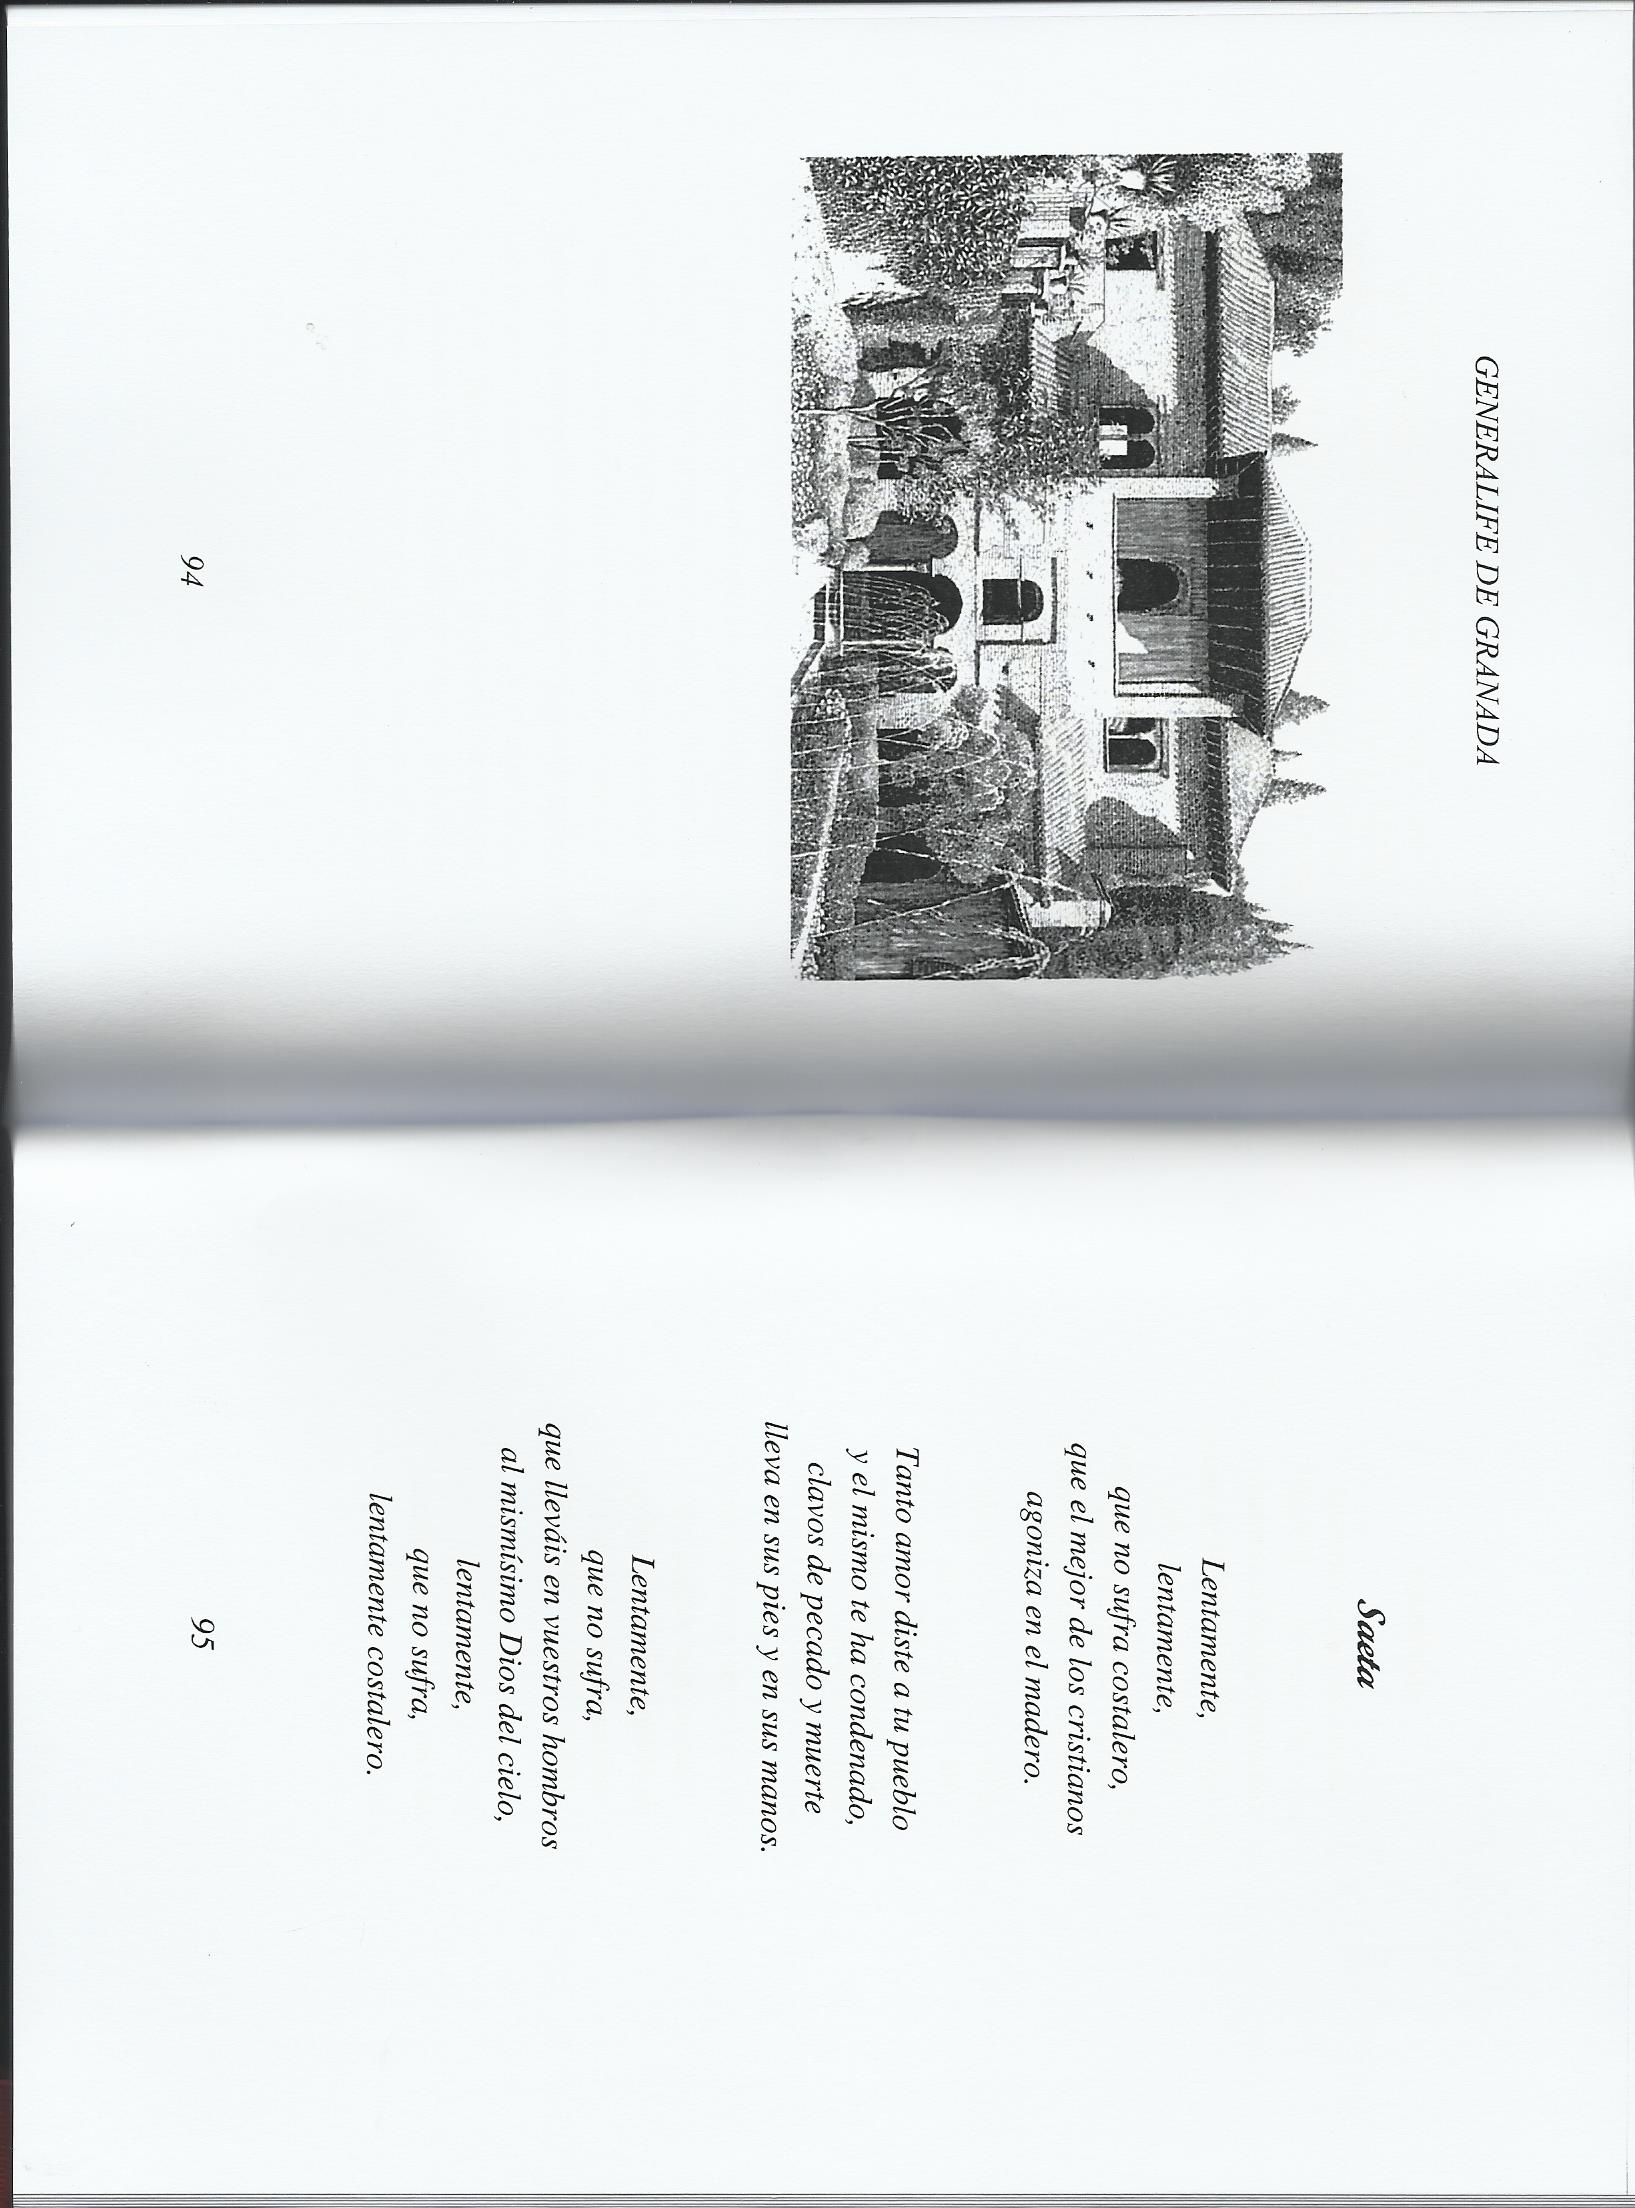 GENERALIFE DE GRANADA
94
Saeta
Lentamente,
lentamente,
que no sufra costalero,
que el mejor de los cristianos
agoniza en el madero.
Tanto amor diste a tu pueblo
y el mismo te ha condenado,
clavos de pecado y muerte
lleva en sus pies y en sus manos.
Lentamente,
que no sufra,
que lleváis en vuestros hombros
al mismísimo Dios del cielo,
lentamente,
que no sufra,
lentamente costalero.
95